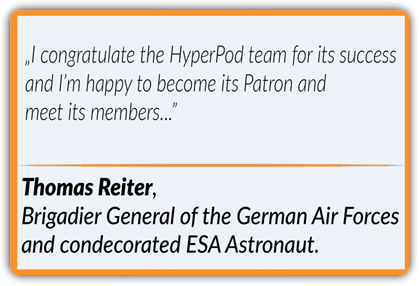 „I congratulate the HyperPod team for its success
and I’m happy to become its Patron and
meet its members...”
Thomas Reiter,
Brigadier General of the German Air Forces
and condecorated ESA Astronaut.